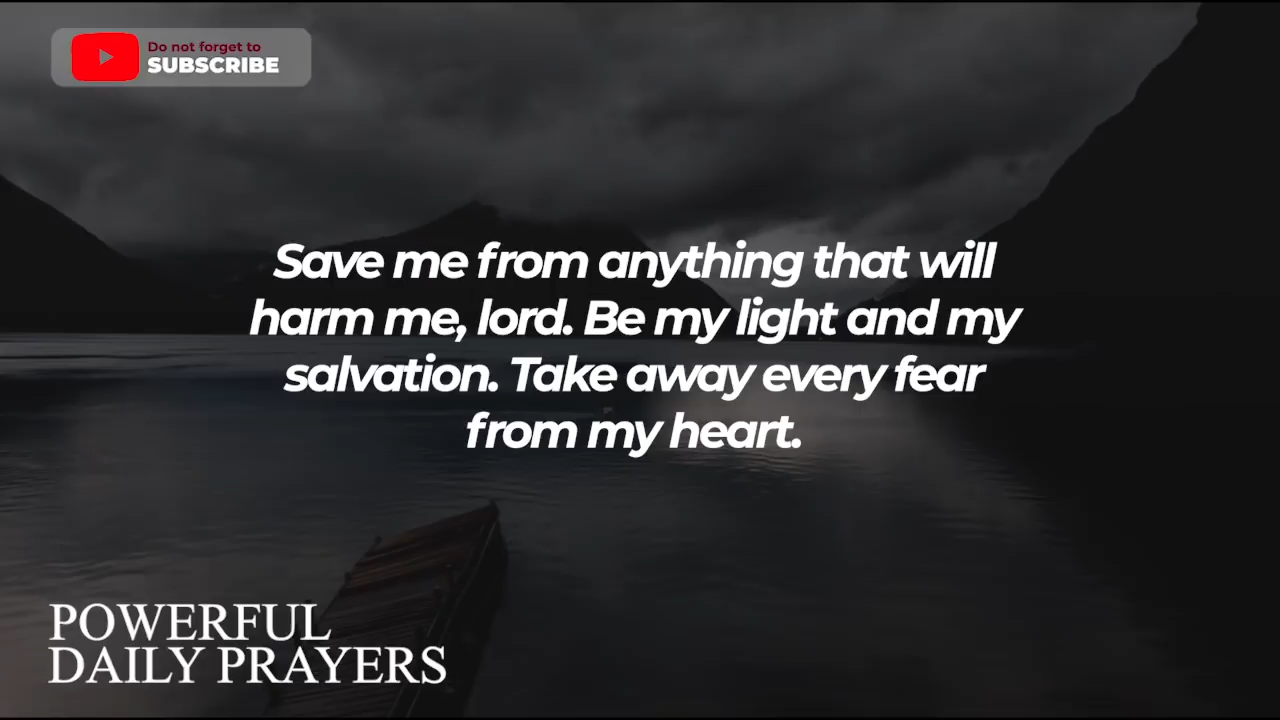 Do not forget to
SUBSCRIBE
Save me from anything that will
harm me, lord. Be my light and my
salvation. Take away every fear
from my heart.
POWERFUL
DAILY PRAYERS